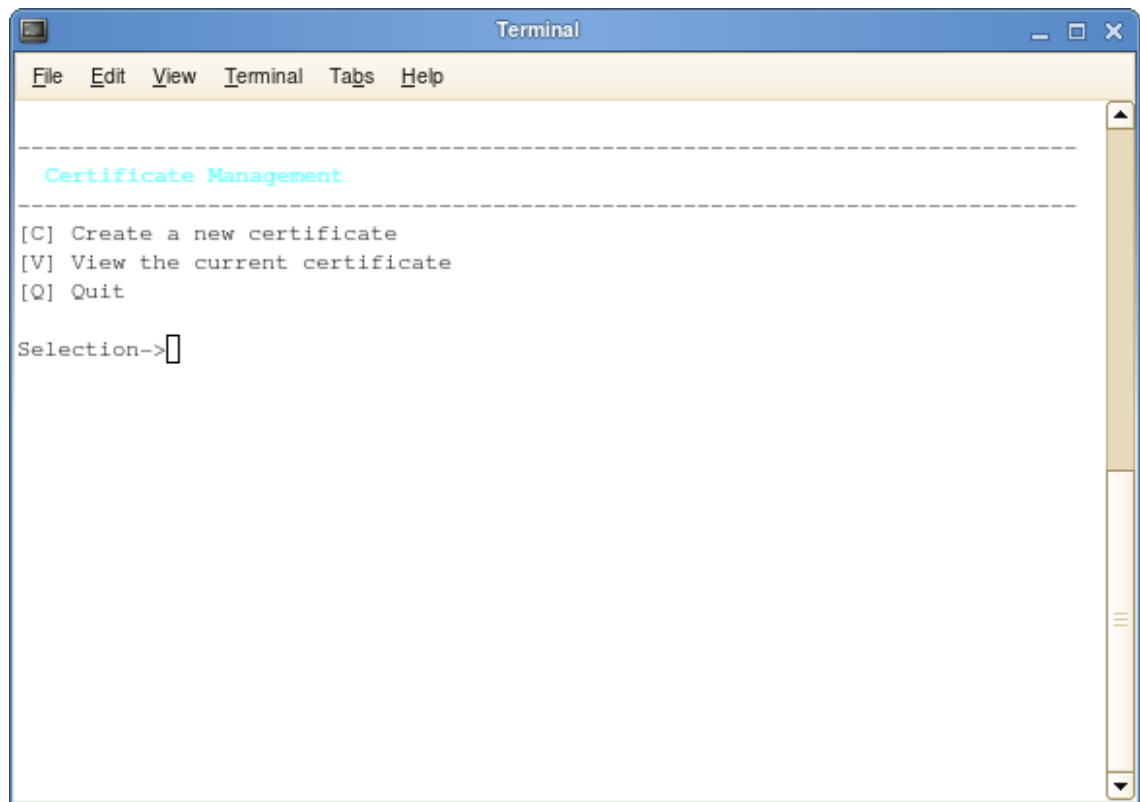 Terminal
File Edit View Terminal Tabs Help
------------------------------------------------------------------------------
Certificate Management
------------------------------------------------------------------------------
[C] Create a new certificate
[V] View the current certificate
[Q] Quit
Selection->